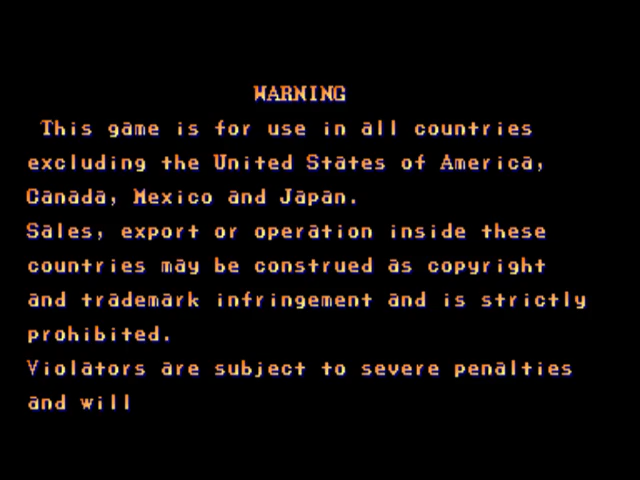 WARNING
This game is for use in all countries
excluding the United States of America,
Canada, Mexico and Japan.
Sales, export or operation inside these
countries may be construed as copyright
and trademark infringement and is strictly
prohibited.
Violators are subject to severe penalties
and will